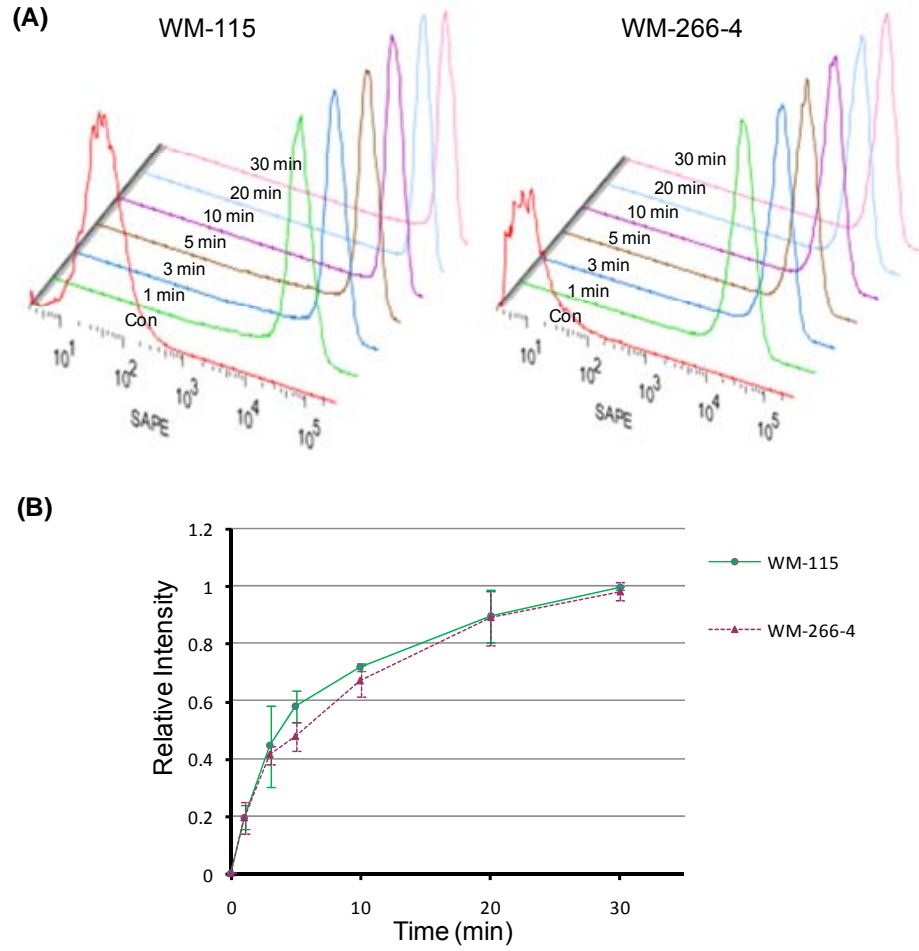 (A)
WM-115
WM-266-4
30 min
20 min
10 min
5 min
3 min
1 min
Con
10¹
10²
10³
10⁴
10⁵
SAPE
30 min
20 min
10 min
5 min
3 min
1 min
Con
10¹
10²
10³
10⁴
10⁵
SAPE
(B)
1.2
1
0.8
0.6
0.4
0.2
0
Relative Intensity
0
10
20
30
Time (min)
WM-115
WM-266-4